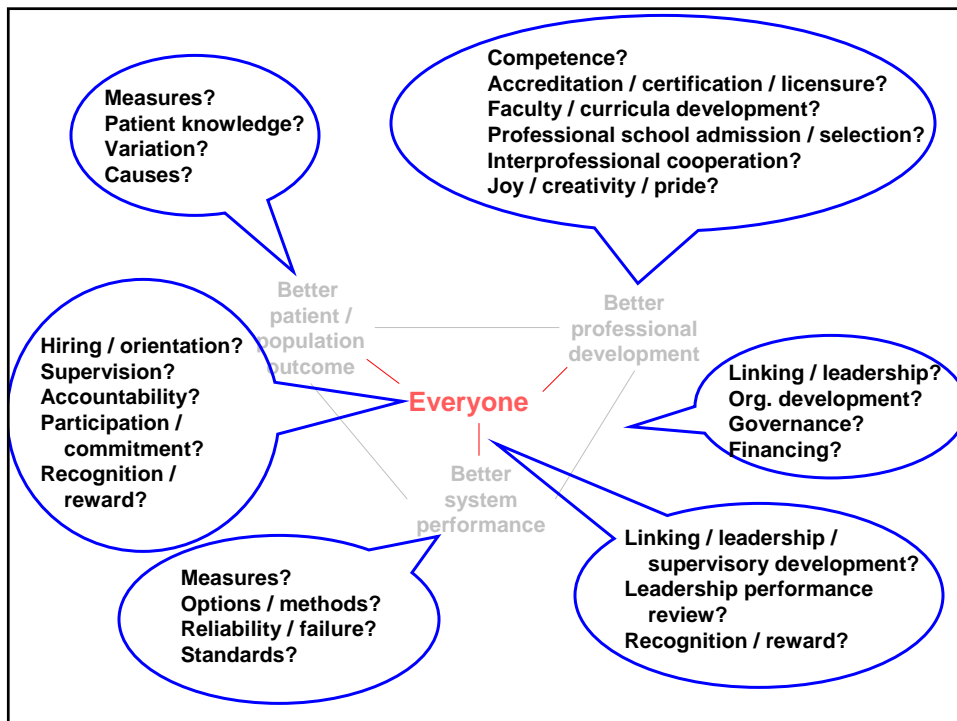 Measures?
Patient knowledge?
Variation?
Causes?
Competence?
Accreditation / certification / licensure?
Faculty / curricula development?
Professional school admission / selection?
Interprofessional cooperation?
Joy / creativity / pride?
Better
patient /
population
outcome
Better
professional
development
Hiring / orientation?
Supervision?
Accountability?
Participation /
commitment?
Recognition /
reward?
Everyone
Linking / leadership?
Org. development?
Governance?
Financing?
Better
system
performance
Measures?
Options / methods?
Reliability / failure?
Standards?
Linking / leadership /
supervisory development?
Leadership performance
review?
Recognition / reward?